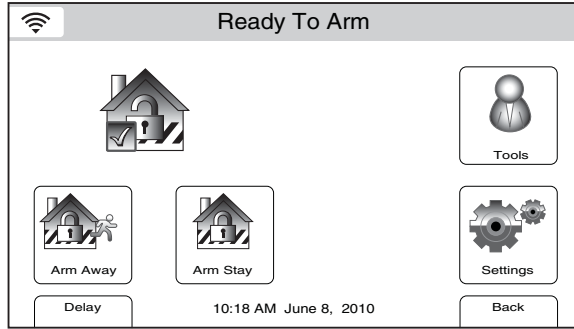 Ready To Arm
Tools
Arm Away
Arm Stay
Settings
Delay
10:18 AM June 8, 2010
Back